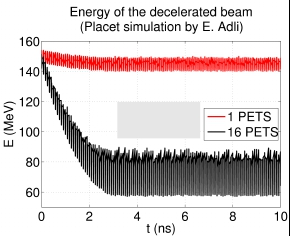 Energy of the decelerated beam
(Placet simulation by E. Adli)
160
140
120
100
80
60
E (MeV)
1 PETS
16 PETS
0
2
4
6
8
10
t (ns)